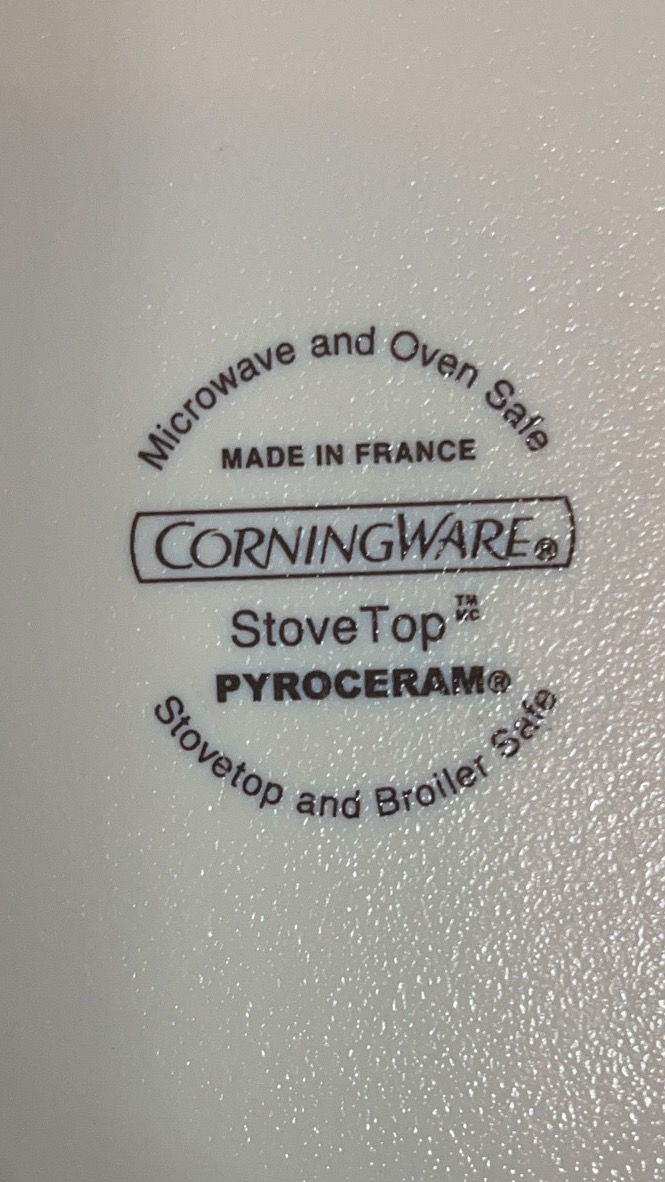 Microwave and Oven Safe
MADE IN FRANCE
CORNINGWARE®
StoveTop™ MC
PYROCERAM®
Stovetop and Broiler Safe